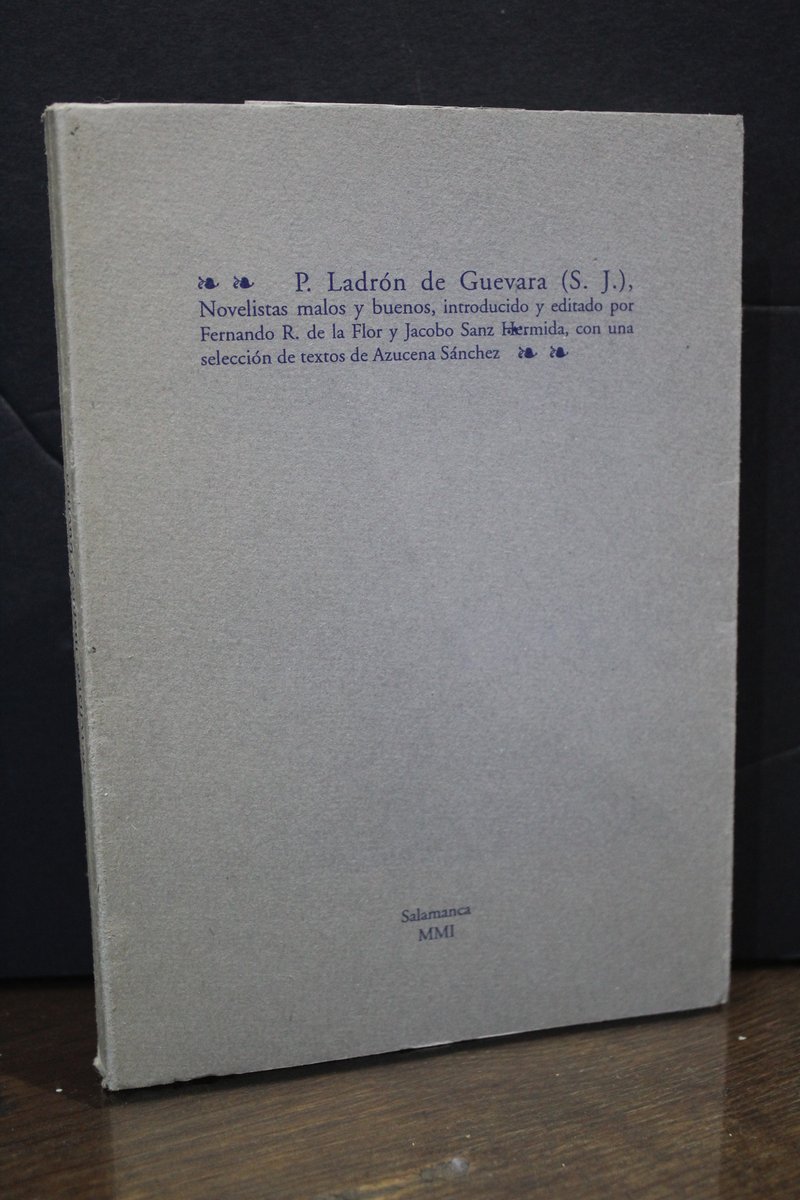 ❧ ❧ P. Ladrón de Guevara (S. J.),
Novelistas malos y buenos, introducido y editado por
Fernando R. de la Flor y Jacobo Sanz Hermida, con una
selección de textos de Azucena Sánchez ❧ ❧
Salamanca
MMI